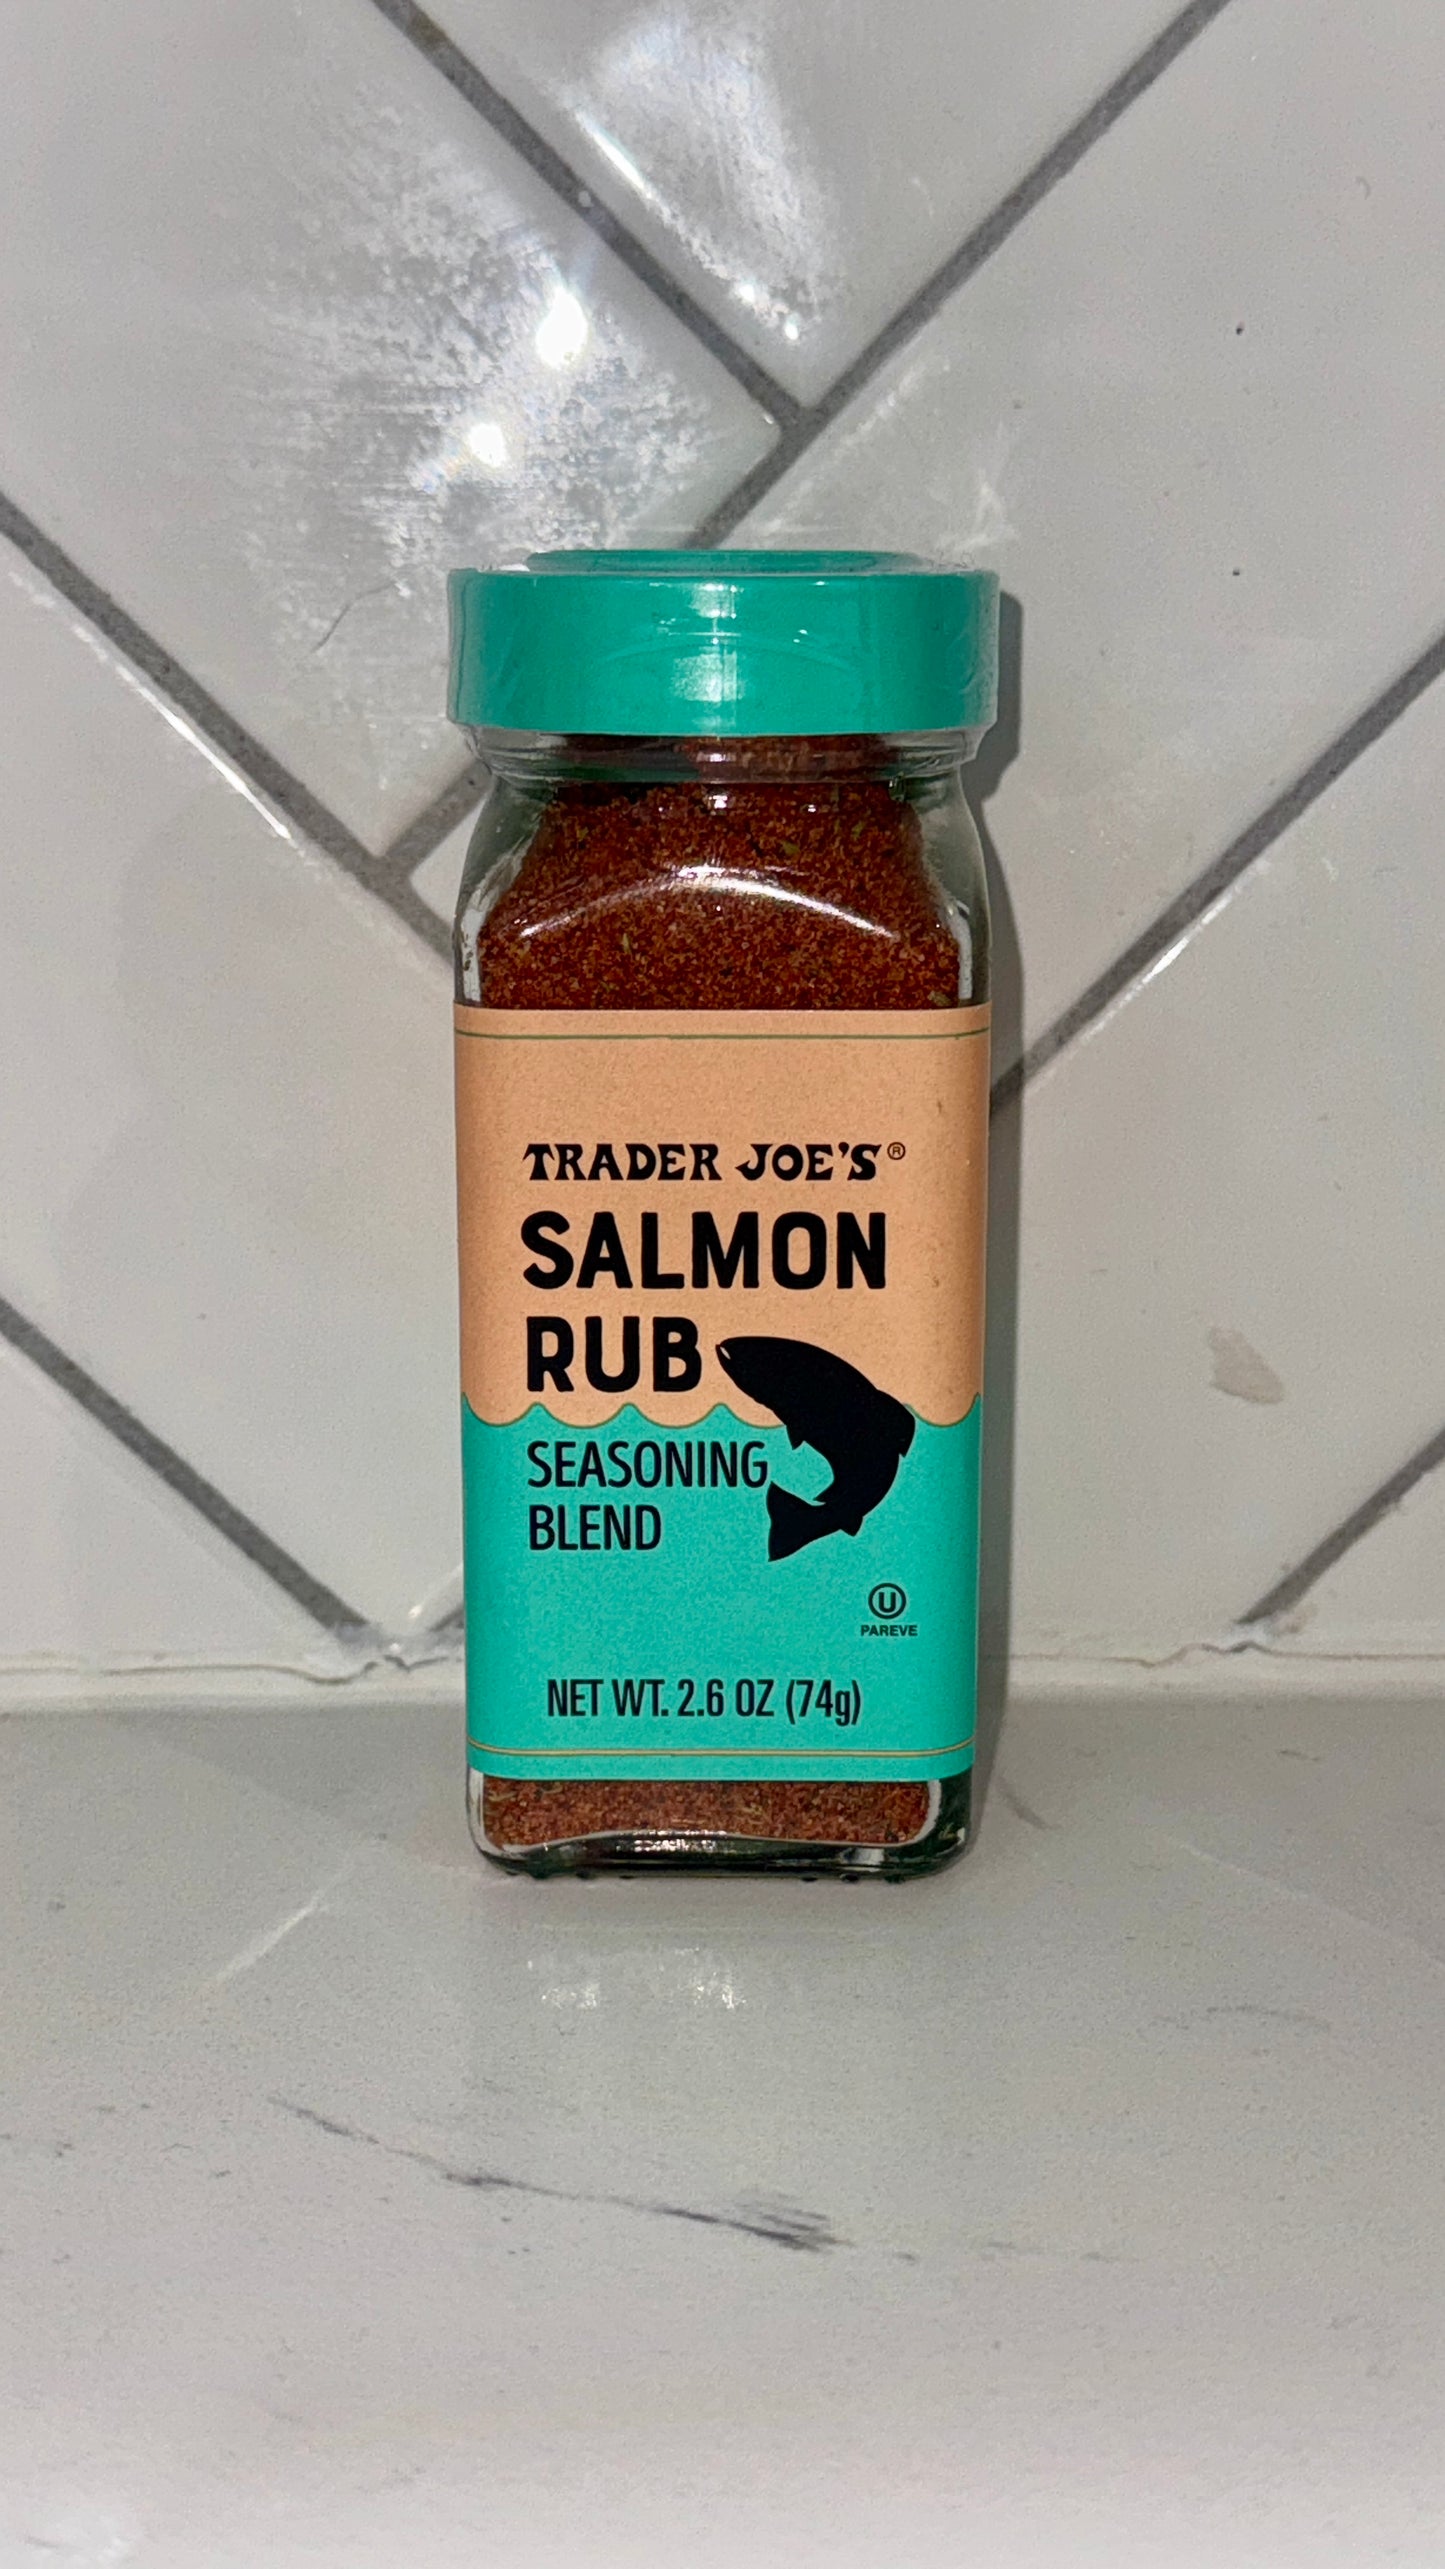 TRADER JOE'S®
SALMON
RUB
SEASONING
BLEND
U
PAREVE
NET WT. 2.6 OZ (74g)